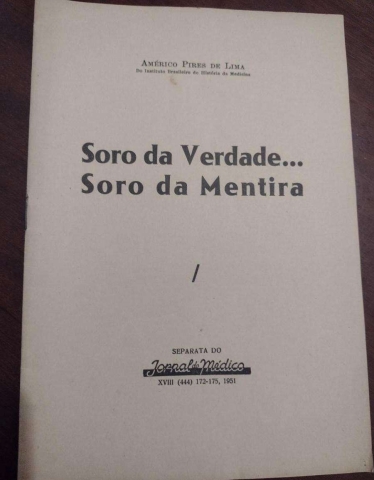 AMÉRICO PIRES DE LIMA
Do Instituto Brasileiro de História da Medicina
Soro da Verdade...
Soro da Mentira
/
SEPARATA DO
Jornal do Médico
XVIII (444) 172-175, 1951